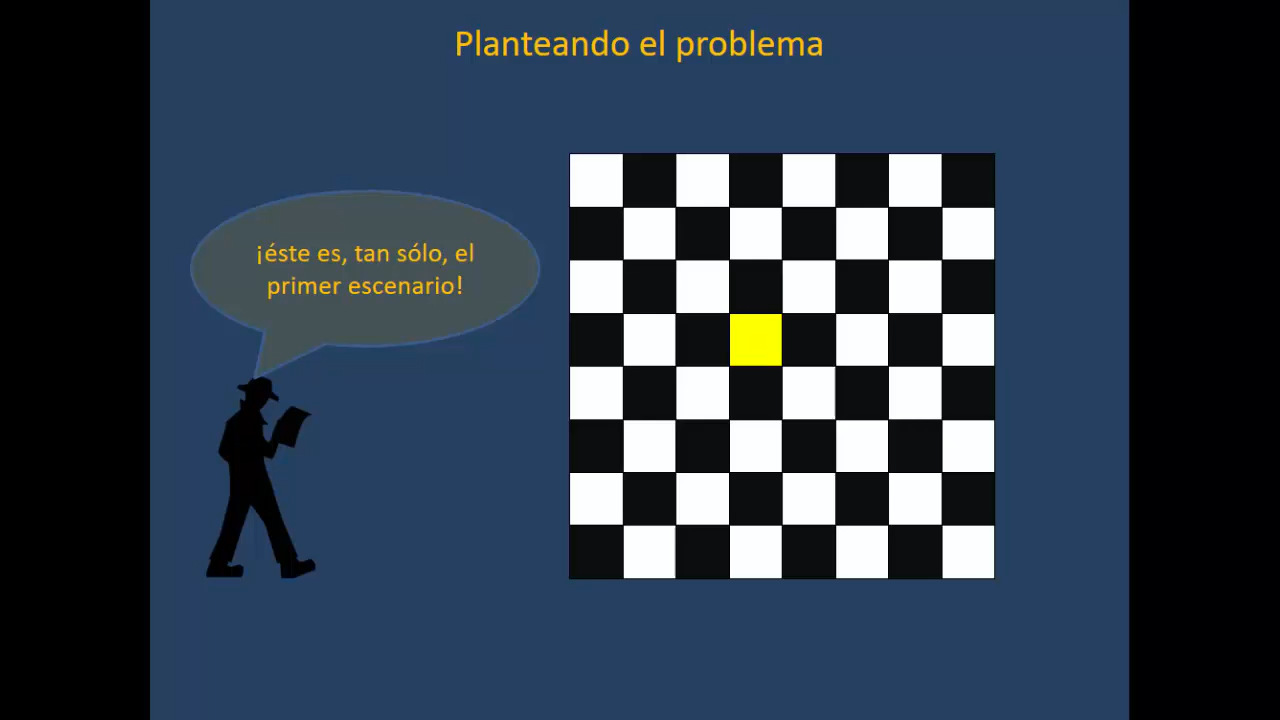 Planteando el problema
¡éste es, tan sólo, el
primer escenario!